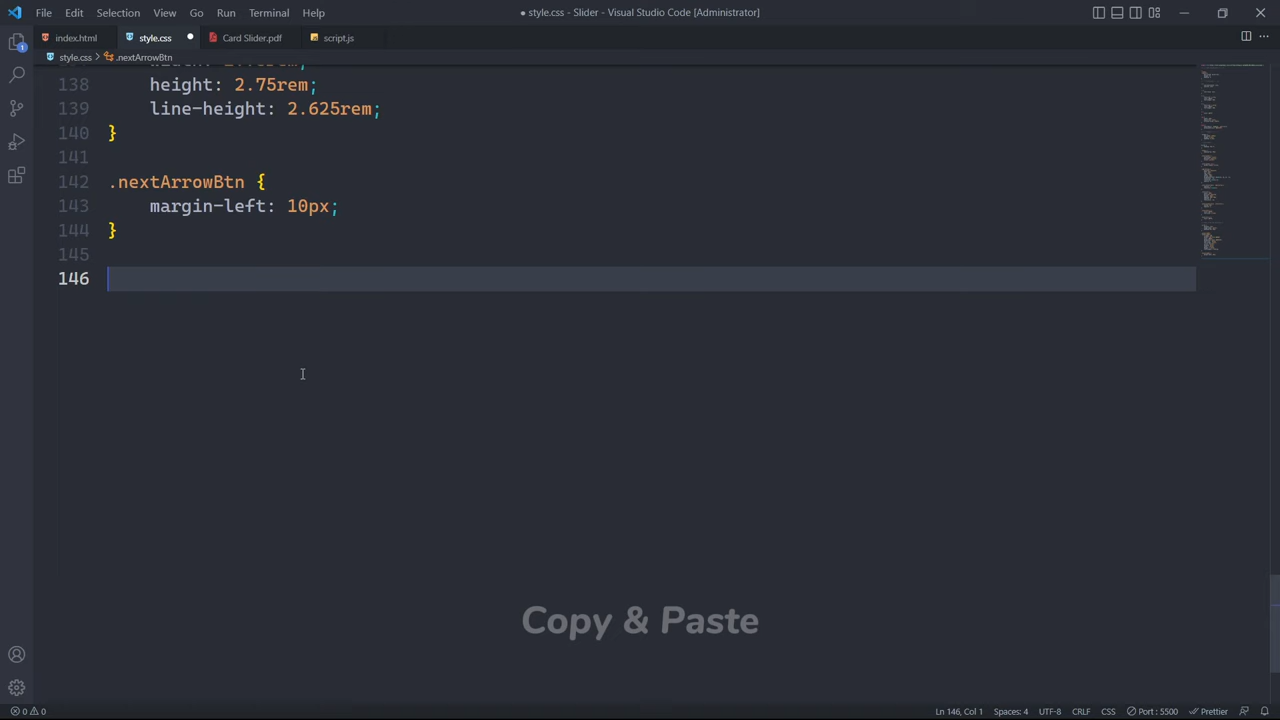 File Edit Selection View Go Run Terminal Help
● style.css - Slider - Visual Studio Code [Administrator]
index.html style.css ● Card Slider.pdf script.js
style.css > .nextArrowBtn
138 height: 2.75rem;
139 line-height: 2.625rem;
140 }
141
142 .nextArrowBtn {
143 margin-left: 10px;
144 }
145
146
Copy & Paste
0 0 Ln 146, Col 1 Spaces: 4 UTF-8 CRLF CSS Port : 5500 Prettier
1